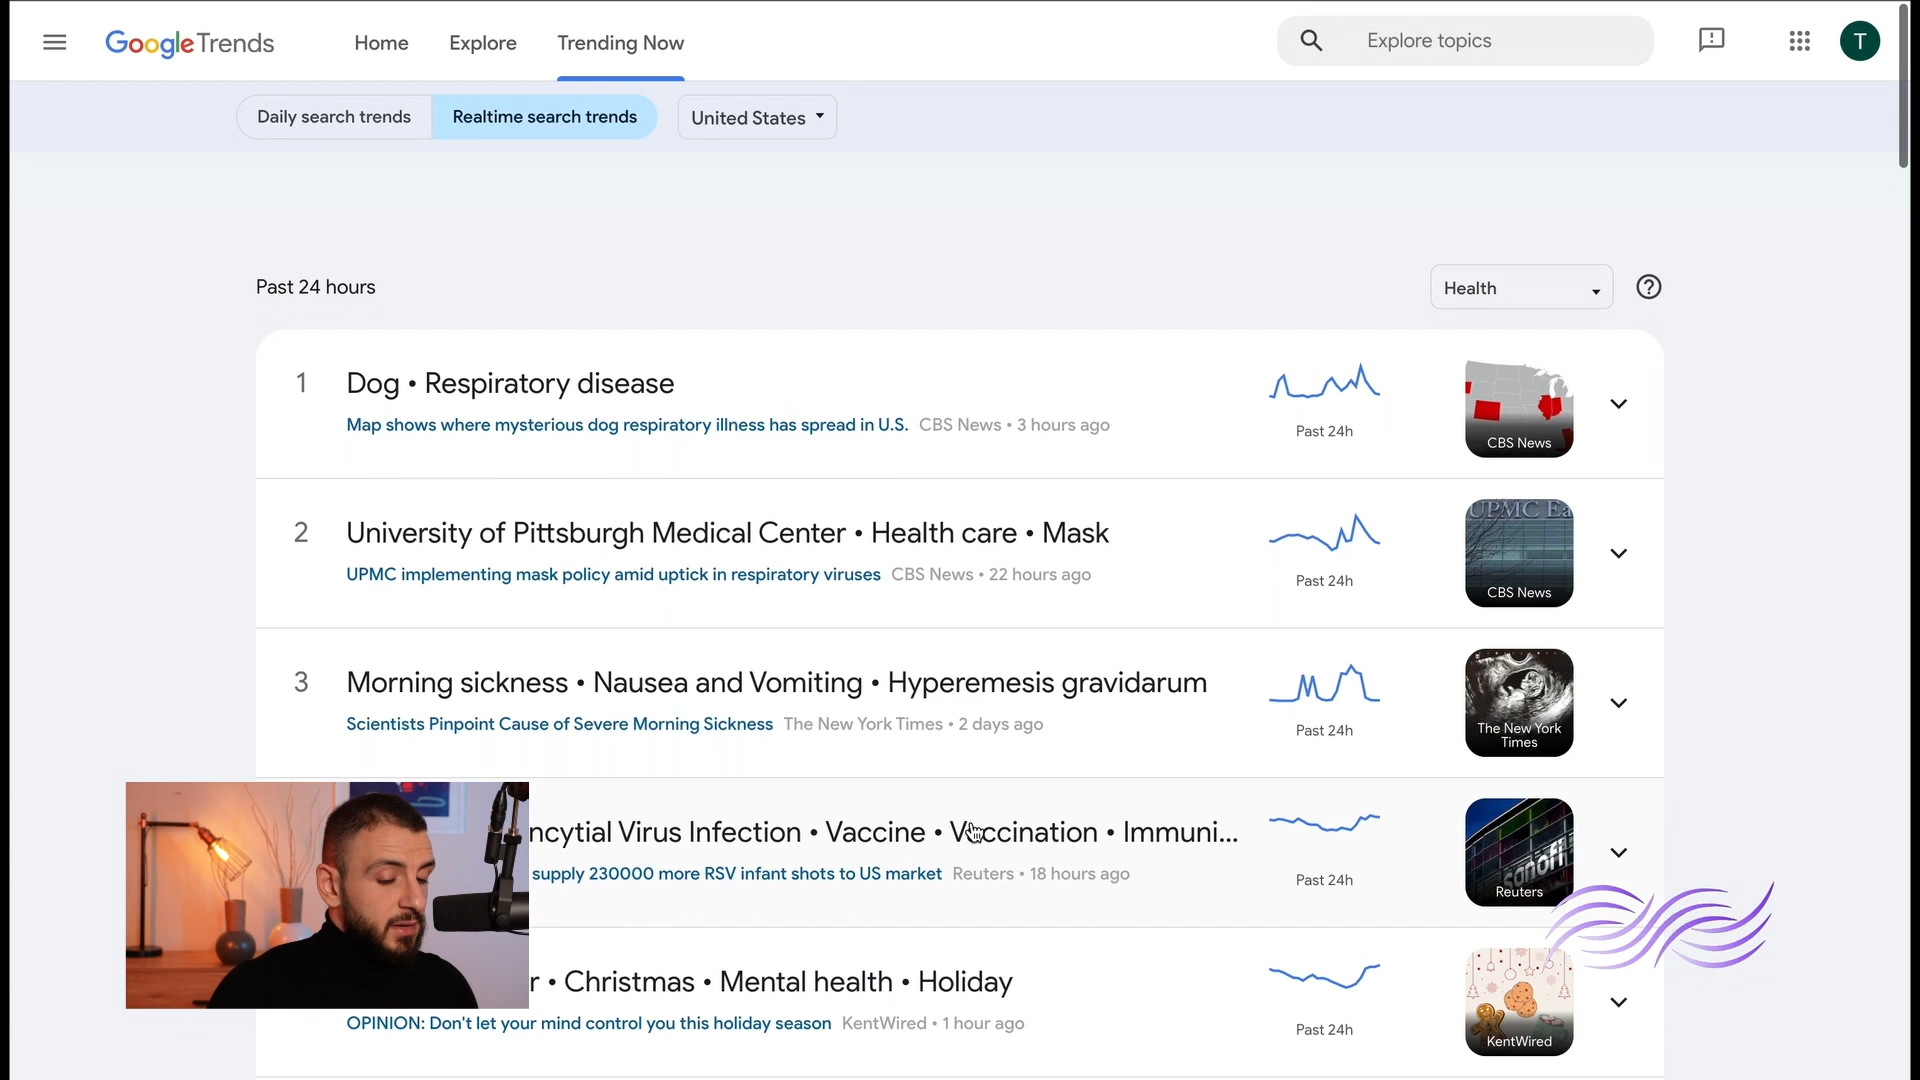 Google Trends
Home
Explore
Trending Now
Explore topics
T
Daily search trends
Realtime search trends
United States
Past 24 hours
Health
1
Dog • Respiratory disease
Map shows where mysterious dog respiratory illness has spread in U.S. CBS News • 3 hours ago
Past 24h
CBS News
2
University of Pittsburgh Medical Center • Health care • Mask
UPMC implementing mask policy amid uptick in respiratory viruses CBS News • 22 hours ago
Past 24h
UPMC Ea
CBS News
3
Morning sickness • Nausea and Vomiting • Hyperemesis gravidarum
Scientists Pinpoint Cause of Severe Morning Sickness The New York Times • 2 days ago
Past 24h
The New York
Times
ncytial Virus Infection • Vaccine • Vaccination • Immuni...
supply 230000 more RSV infant shots to US market Reuters • 18 hours ago
Past 24h
sanofi
Reuters
r • Christmas • Mental health • Holiday
OPINION: Don't let your mind control you this holiday season KentWired • 1 hour ago
Past 24h
KentWired